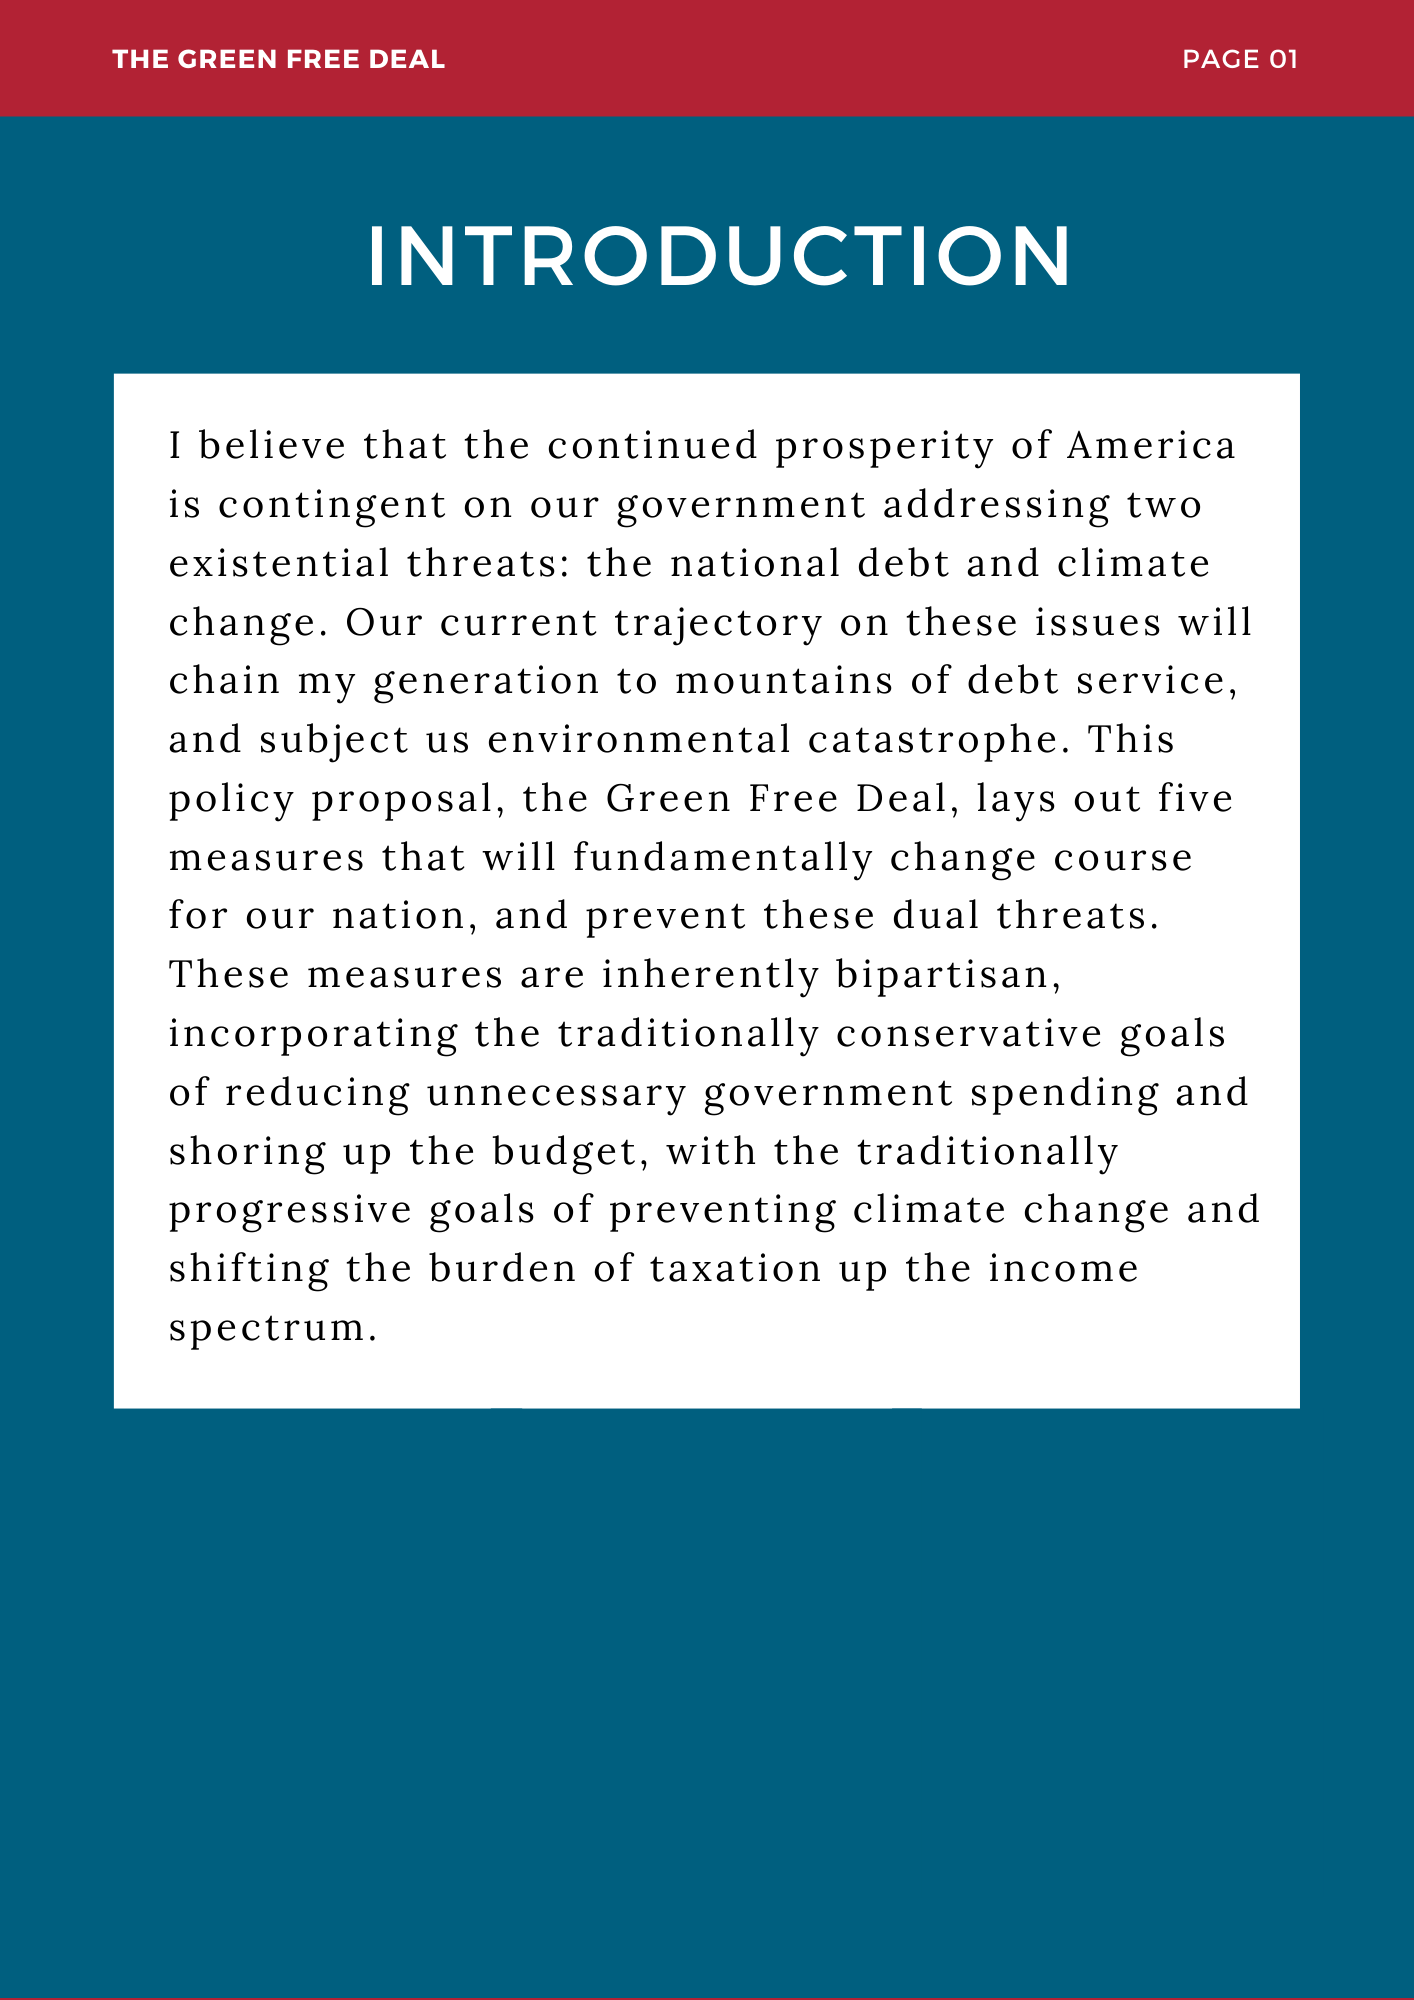 THE GREEN FREE DEAL
PAGE 01
INTRODUCTION
I believe that the continued prosperity of America
is contingent on our government addressing two
existential threats: the national debt and climate
change. Our current trajectory on these issues will
chain my generation to mountains of debt service,
and subject us environmental catastrophe. This
policy proposal, the Green Free Deal, lays out five
measures that will fundamentally change course
for our nation, and prevent these dual threats.
These measures are inherently bipartisan,
incorporating the traditionally conservative goals
of reducing unnecessary government spending and
shoring up the budget, with the traditionally
progressive goals of preventing climate change and
shifting the burden of taxation up the income
spectrum.